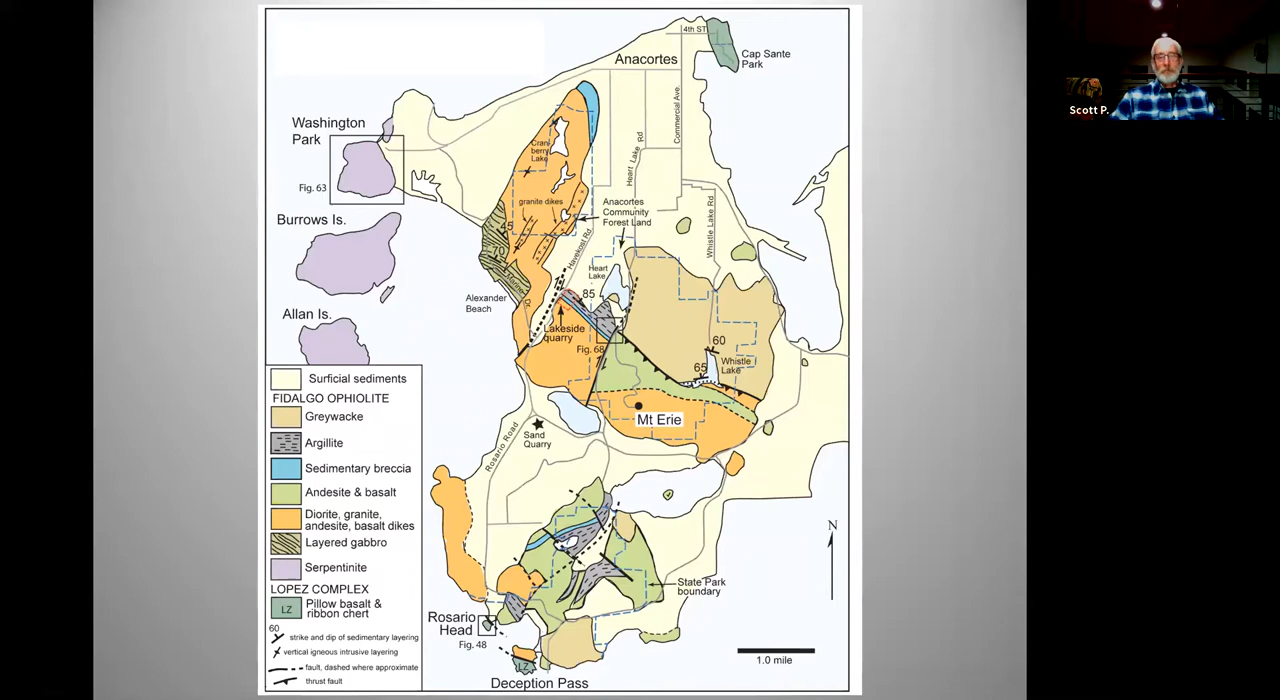 4th ST
Anacortes
Cap Sante
Park
Commercial Ave.
Washington
Park
Cran-
berry
Lake
Heart Lake Rd
Fig. 63
granite dikes
Anacortes
Community
Forest Land
Whistle Lake Rd
Burrows Is.
45
Havekost Rd
70
Heart
Lake
85
Alexander
Beach
Allan Is.
Lakeside
quarry
Fig. 68
60
65
Whistle
Lake
Mt Erie
Sand
Quarry
Rosario Road
Surficial sediments
FIDALGO OPHIOLITE
Greywacke
Argillite
Sedimentary breccia
Andesite & basalt
Diorite, granite,
andesite, basalt dikes
Layered gabbro
Serpentinite
LOPEZ COMPLEX
LZ
Pillow basalt &
ribbon chert
60
strike and dip of sedimentary layering
vertical igneous intrusive layering
fault, dashed where approximate
thrust fault
N
State Park
boundary
Rosario
Head
Fig. 48
LZ
1.0 mile
Deception Pass
Scott P.